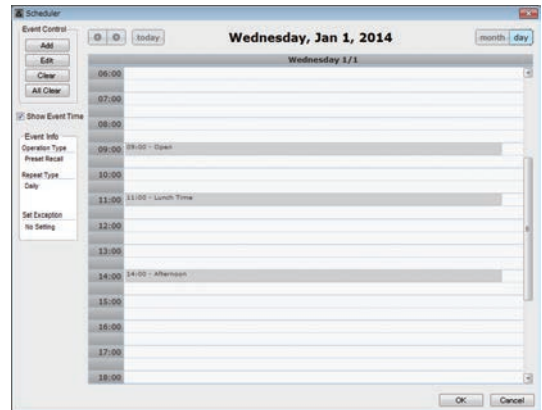 Scheduler
Event Control
Add
Edit
Clear
All Clear
Show Event Time
Event Info
Operation Type
Preset Recall
Repeat Type
Daily
Set Exception
No Setting
today
Wednesday, Jan 1, 2014
month
day
Wednesday 1/1
06:00
07:00
08:00
09:00
09:00 - Open
10:00
11:00
11:00 - Lunch Time
12:00
13:00
14:00
14:00 - Afternoon
15:00
16:00
17:00
18:00
OK
Cancel